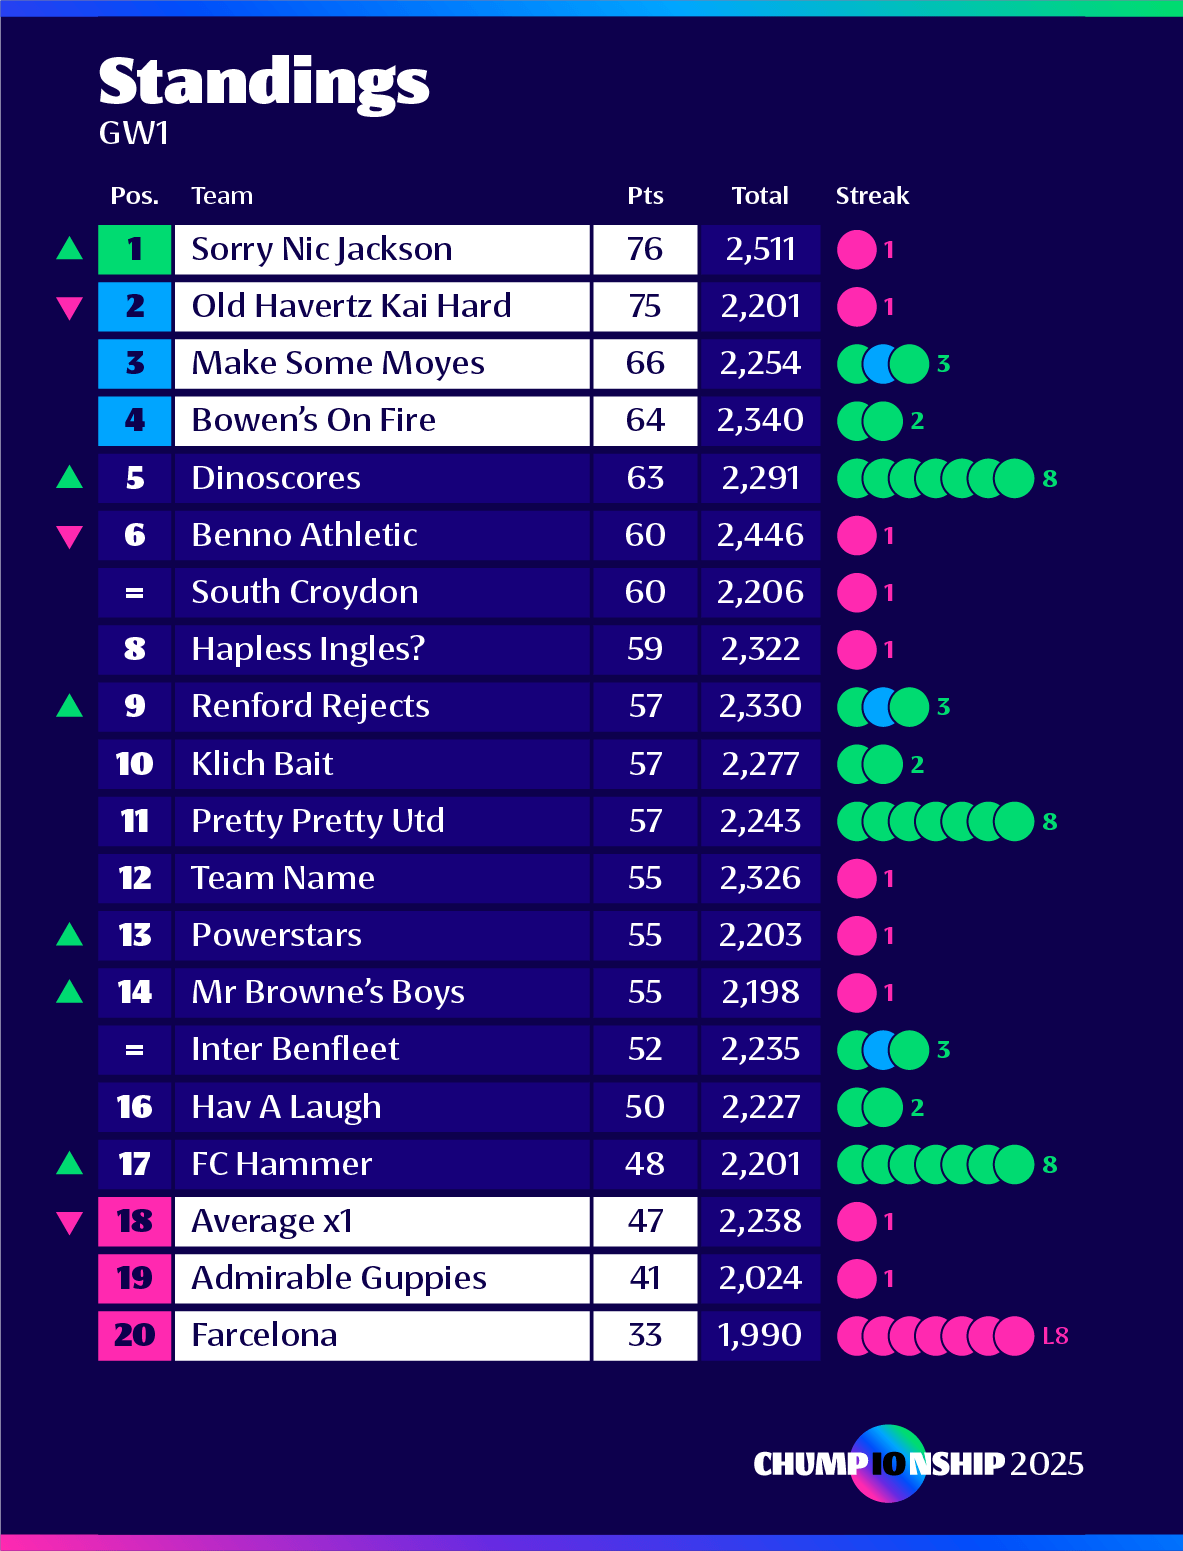 Standings
GW1
Pos. Team Pts Total Streak
1 Sorry Nic Jackson 76 2,511 1
2 Old Havertz Kai Hard 75 2,201 1
3 Make Some Moyes 66 2,254 3
4 Bowen’s On Fire 64 2,340 2
5 Dinoscores 63 2,291 8
6 Benno Athletic 60 2,446 1
= South Croydon 60 2,206 1
8 Hapless Ingles? 59 2,322 1
9 Renford Rejects 57 2,330 3
10 Klich Bait 57 2,277 2
11 Pretty Pretty Utd 57 2,243 8
12 Team Name 55 2,326 1
13 Powerstars 55 2,203 1
14 Mr Browne’s Boys 55 2,198 1
= Inter Benfleet 52 2,235 3
16 Hav A Laugh 50 2,227 2
17 FC Hammer 48 2,201 8
18 Average x1 47 2,238 1
19 Admirable Guppies 41 2,024 1
20 Farcelona 33 1,990 L8
CHUMP10NSHIP 2025